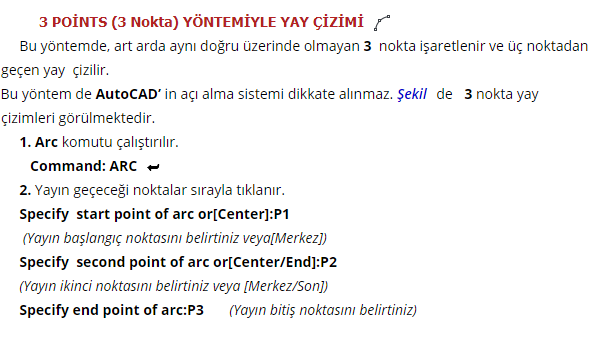 3 POINTS (3 Nokta) YÖNTEMİYLE YAY ÇİZİMİ
Bu yöntemde, art arda aynı doğru üzerinde olmayan 3 nokta işaretlenir ve üç noktadan
geçen yay çizilir.
Bu yöntem de AutoCAD’ in açı alma sistemi dikkate alınmaz. Şekil de 3 nokta yay
çizimleri görülmektedir.
1. Arc komutu çalıştırılır.
Command: ARC
2. Yayın geçeceği noktalar sırayla tıklanır.
Specify start point of arc or[Center]:P1
(Yayın başlangıç noktasını belirtiniz veya[Merkez])
Specify second point of arc or[Center/End]:P2
(Yayın ikinci noktasını belirtiniz veya [Merkez/Son])
Specify end point of arc:P3 (Yayın bitiş noktasını belirtiniz)